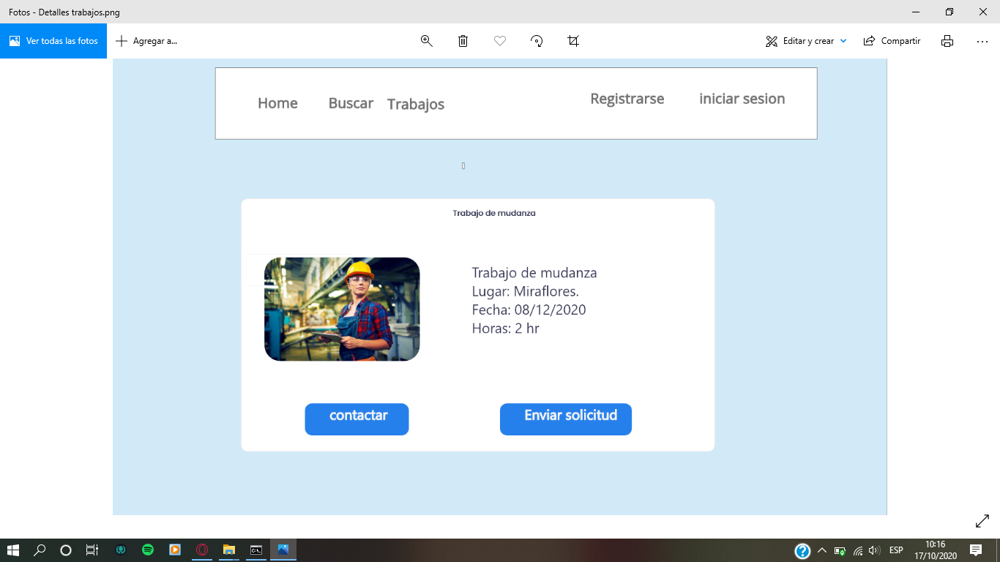 Fotos - Detalles trabajos.png
Ver todas las fotos
Agregar a...
Editar y crear
Compartir
Home Buscar Trabajos Registrarse iniciar sesion
Trabajo de mudanza
Trabajo de mudanza
Lugar: Miraflores.
Fecha: 08/12/2020
Horas: 2 hr
contactar
Enviar solicitud
ESP
10:16
17/10/2020